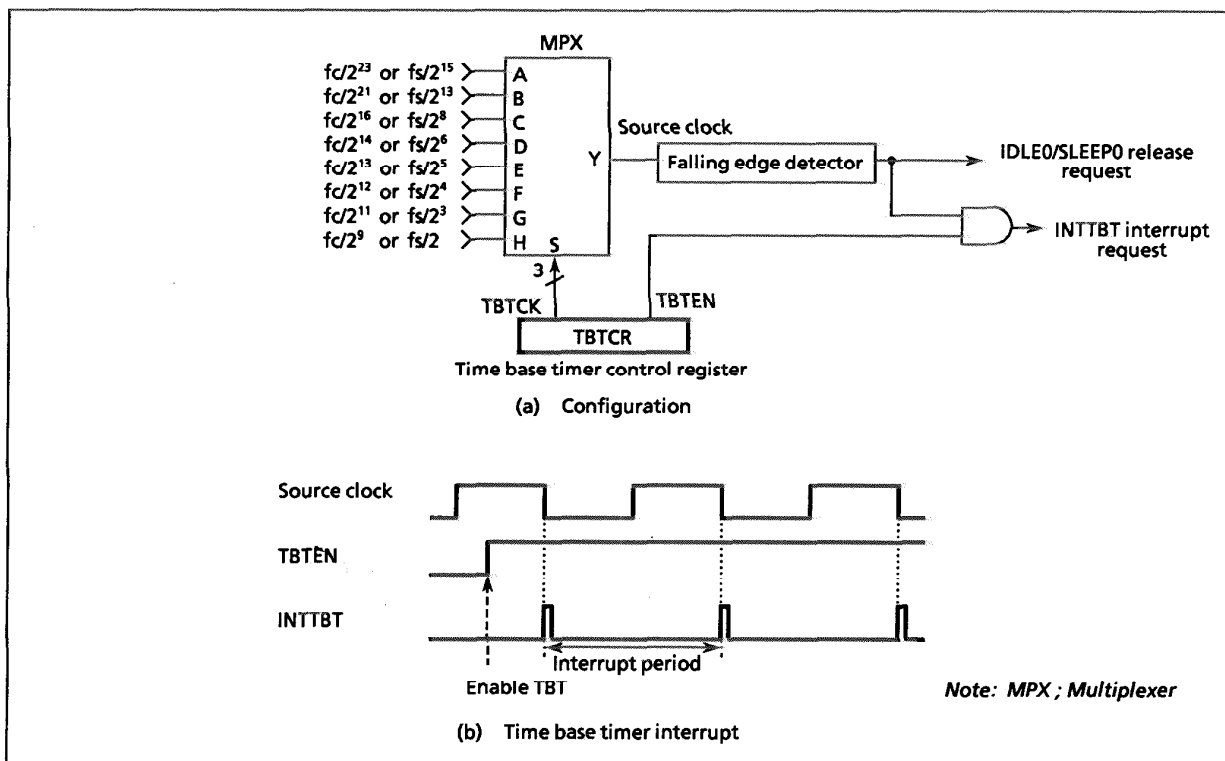 MPX
fc/2²³ or fs/2¹⁵ A
fc/2²¹ or fs/2¹³ B
fc/2¹⁶ or fs/2⁸ C
fc/2¹⁴ or fs/2⁶ D
fc/2¹³ or fs/2⁵ E
fc/2¹² or fs/2⁴ F
fc/2¹¹ or fs/2³ G
fc/2⁹ or fs/2 H
S
Y
Source clock
Falling edge detector
IDLE0/SLEEP0 release
request
INTTBT interrupt
request
3
TBTCK
TBTEN
TBTCR
Time base timer control register
(a) Configuration
Source clock
TBTEN
INTTBT
Interrupt period
Enable TBT
Note: MPX ; Multiplexer
(b) Time base timer interrupt